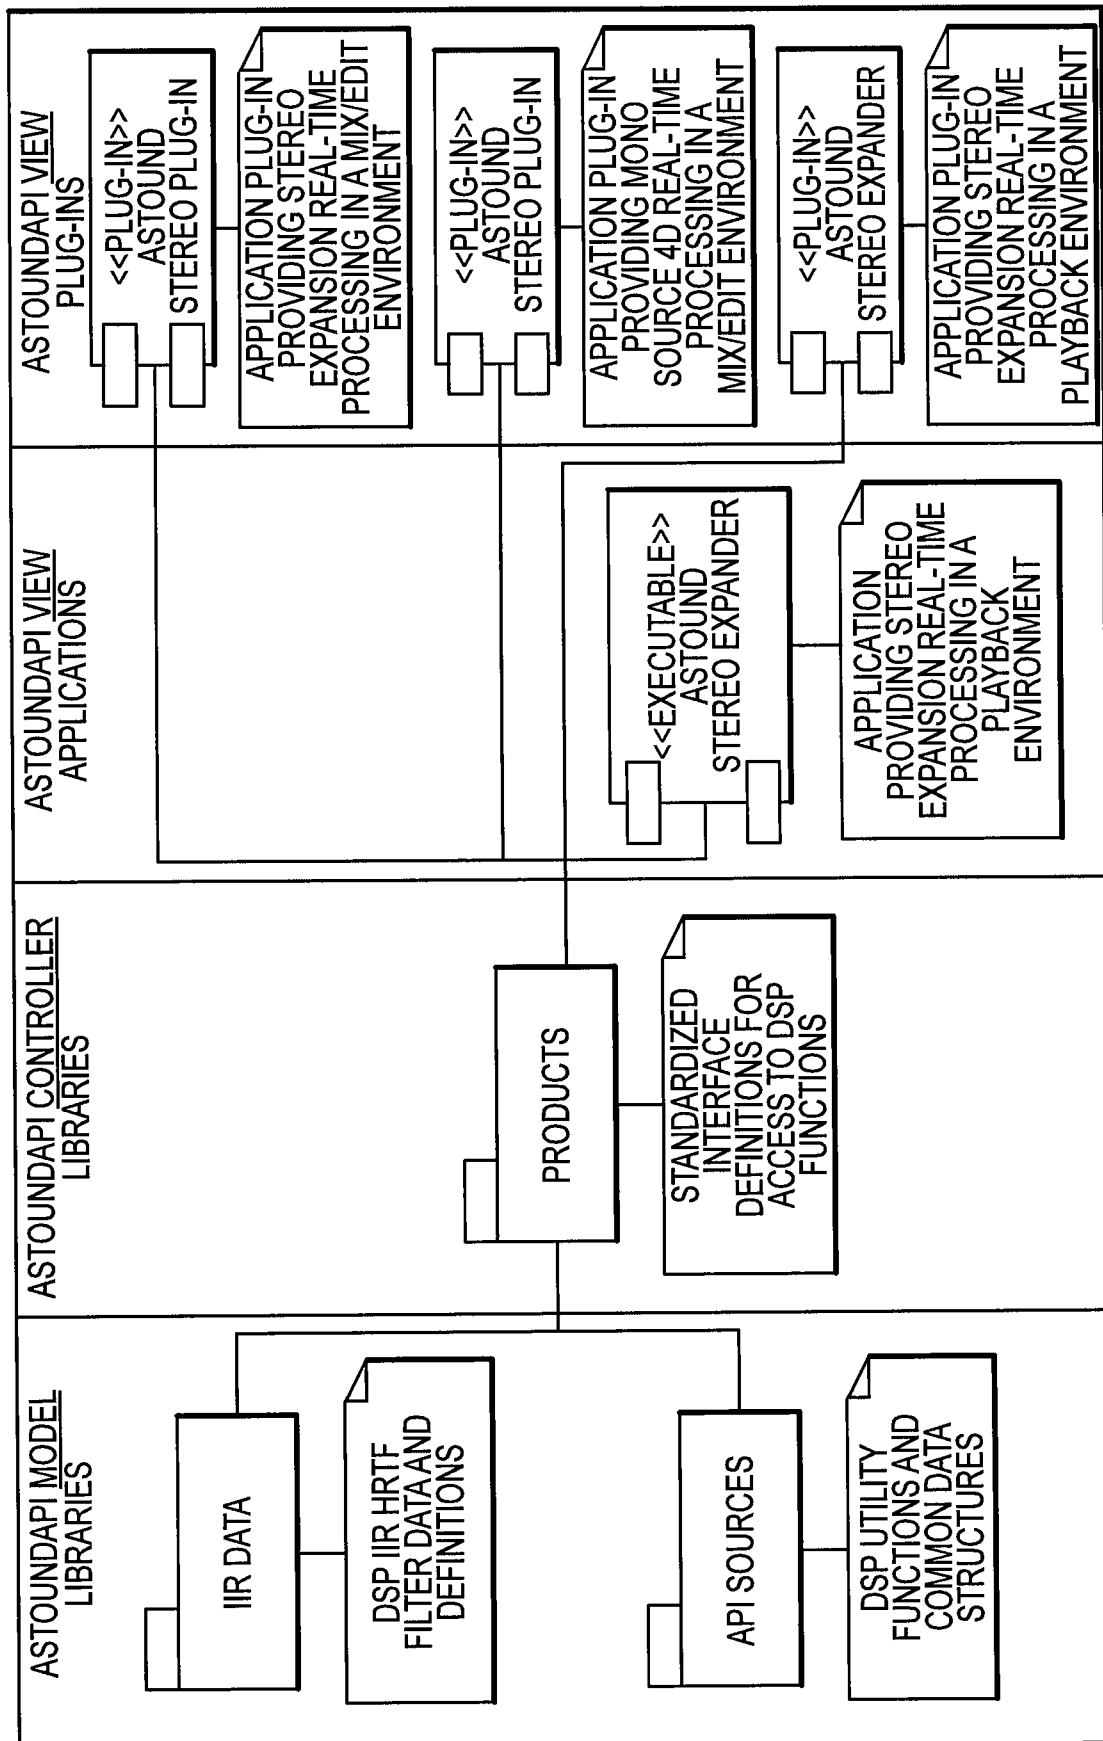 ASTOUNDAPI MODEL
LIBRARIES
IIR DATA
DSP IIR HRTF
FILTER DATA AND
DEFINITIONS
API SOURCES
DSP UTILITY
FUNCTIONS AND
COMMON DATA
STRUCTURES
ASTOUNDAPI CONTROLLER
LIBRARIES
PRODUCTS
STANDARDIZED
INTERFACE
DEFINITIONS FOR
ACCESS TO DSP
FUNCTIONS
ASTOUNDAPI VIEW
APPLICATIONS
<<EXECUTABLE>>
ASTOUND
STEREO EXPANDER
APPLICATION
PROVIDING STEREO
EXPANSION REAL-TIME
PROCESSING IN A
PLAYBACK
ENVIRONMENT
ASTOUNDAPI VIEW
PLUG-INS
<<PLUG-IN>>
ASTOUND
STEREO PLUG-IN
APPLICATION PLUG-IN
PROVIDING STEREO
EXPANSION REAL-TIME
PROCESSING IN A MIX/EDIT
ENVIRONMENT
<<PLUG-IN>>
ASTOUND
STEREO PLUG-IN
APPLICATION PLUG-IN
PROVIDING MONO
SOURCE 4D REAL-TIME
PROCESSING IN A
MIX/EDIT ENVIRONMENT
<<PLUG-IN>>
ASTOUND
STEREO EXPANDER
APPLICATION PLUG-IN
PROVIDING STEREO
EXPANSION REAL-TIME
PROCESSING IN A
PLAYBACK ENVIRONMENT